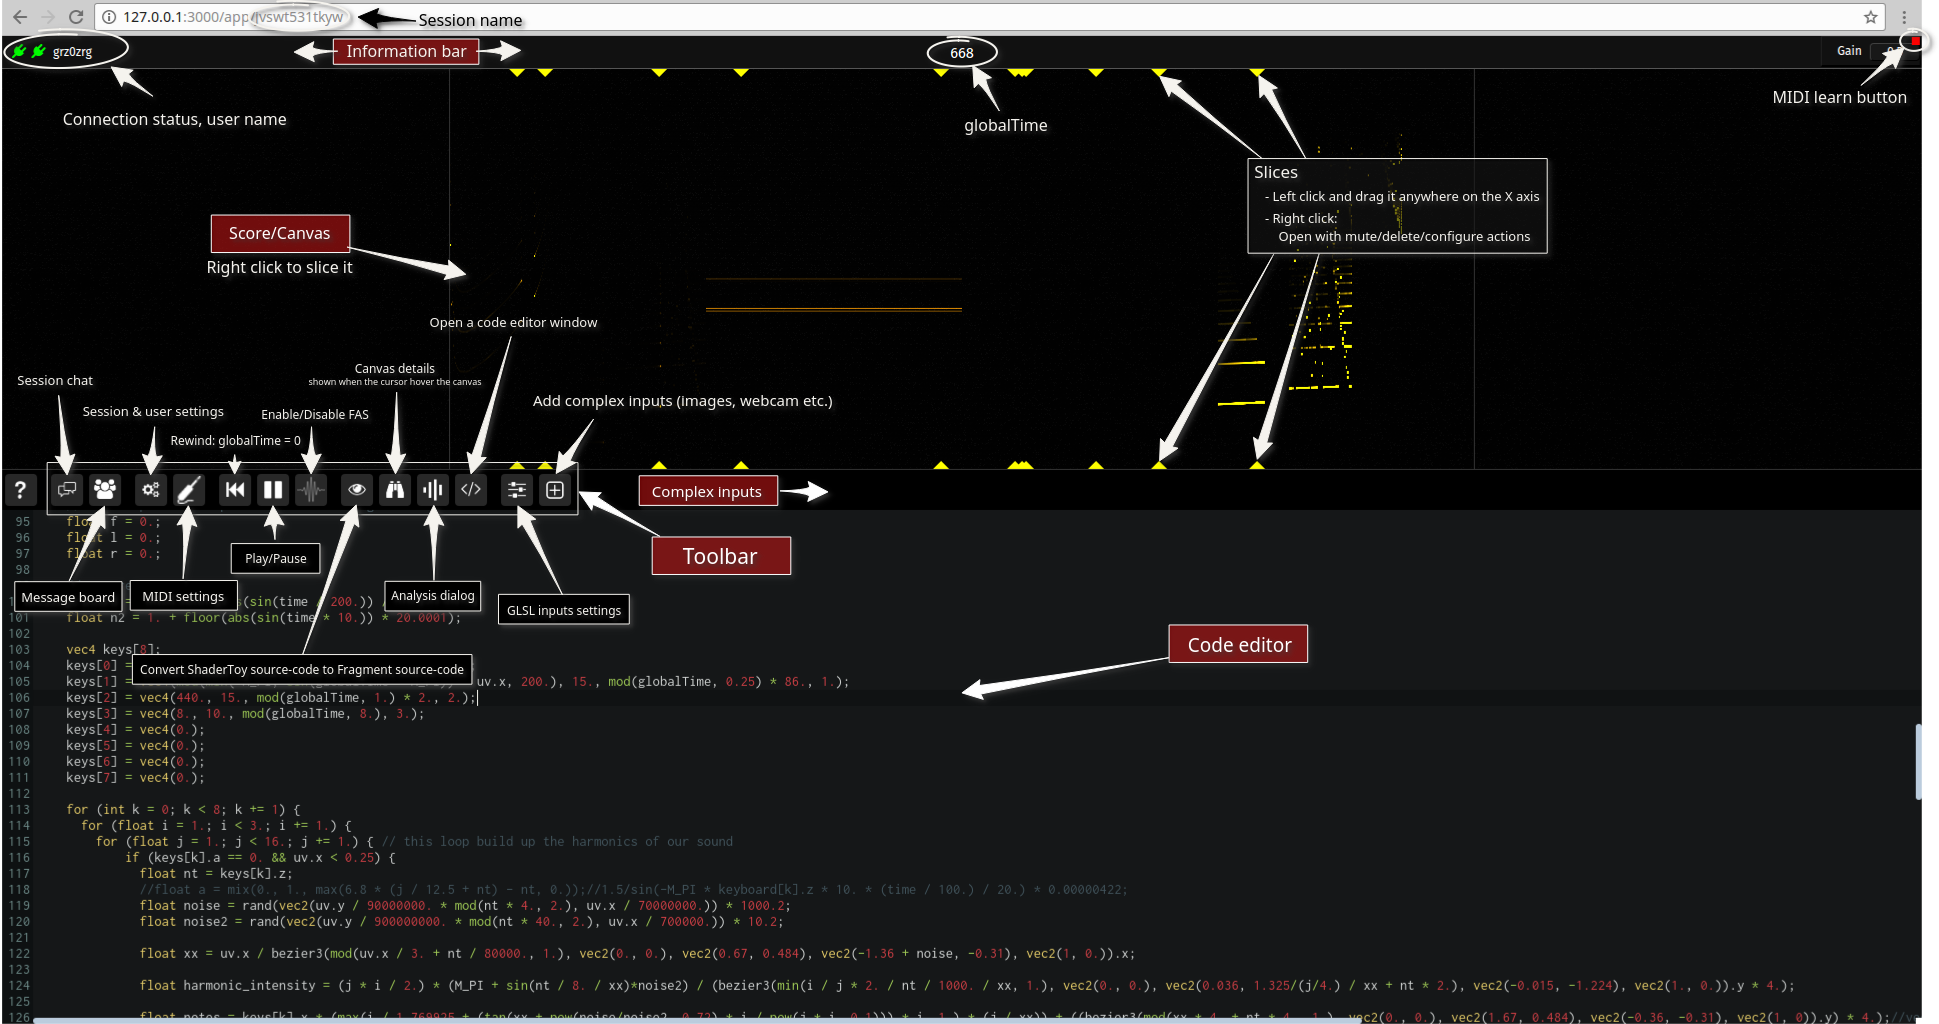 127.0.0.1:3000/app/lvswt531tkyw
Session name
grz0zrg
Information bar
668
Gain
Connection status, user name
globalTime
MIDI learn button
Slices
- Left click and drag it anywhere on the X axis
- Right click:
Open with mute/delete/configure actions
Score/Canvas
Right click to slice it
Open a code editor window
Canvas details
shown when the cursor hover the canvas
Session chat
Session & user settings
Enable/Disable FAS
Rewind: globalTime = 0
Add complex inputs (images, webcam etc.)
?
Complex inputs
Toolbar
Play/Pause
Message board
MIDI settings
Analysis dialog
GLSL inputs settings
Convert ShaderToy source-code to Fragment source-code
Code editor
95 float f = 0.;
96 float l = 0.;
97 float r = 0.;
98
(sin(time / 200.))
101 float n2 = 1. + floor(abs(sin(time * 10.)) * 20.0001);
102
103 vec4 keys[8];
104 keys[0] =
105 keys[1] = uv.x, 200.), 15., mod(globalTime, 0.25) * 86., 1.);
106 keys[2] = vec4(440., 15., mod(globalTime, 1.) * 2., 2.);
107 keys[3] = vec4(8., 10., mod(globalTime, 8.), 3.);
108 keys[4] = vec4(0.);
109 keys[5] = vec4(0.);
110 keys[6] = vec4(0.);
111 keys[7] = vec4(0.);
112
113 for (int k = 0; k < 8; k += 1) {
114 for (float i = 1.; i < 3.; i += 1.) {
115 for (float j = 1.; j < 16.; j += 1.) { // this loop build up the harmonics of our sound
116 if (keys[k].a == 0. && uv.x < 0.25) {
117 float nt = keys[k].z;
118 //float a = mix(0., 1., max(6.8 * (j / 12.5 + nt) - nt, 0.));//1.5/sin(-M_PI * keyboard[k].z * 10. * (time / 100.) / 20.) * 0.00000422;
119 float noise = rand(vec2(uv.y / 90000000. * mod(nt * 4., 2.), uv.x / 70000000.)) * 1000.2;
120 float noise2 = rand(vec2(uv.y / 900000000. * mod(nt * 40., 2.), uv.x / 700000.)) * 10.2;
121
122 float xx = uv.x / bezier3(mod(uv.x / 3. + nt / 80000., 1.), vec2(0., 0.), vec2(0.67, 0.484), vec2(-1.36 + noise, -0.31), vec2(1, 0.)).x;
123
124 float harmonic_intensity = (j * i / 2.) * (M_PI + sin(nt / 8. / xx)*noise2) / (bezier3(min(i / j * 2. / nt / 1000. / xx, 1.), vec2(0., 0.), vec2(0.036, 1.325/(j/4.) / xx + nt * 2.), vec2(-0.015, -1.224), vec2(1., 0.)).y * 4.);
125
126